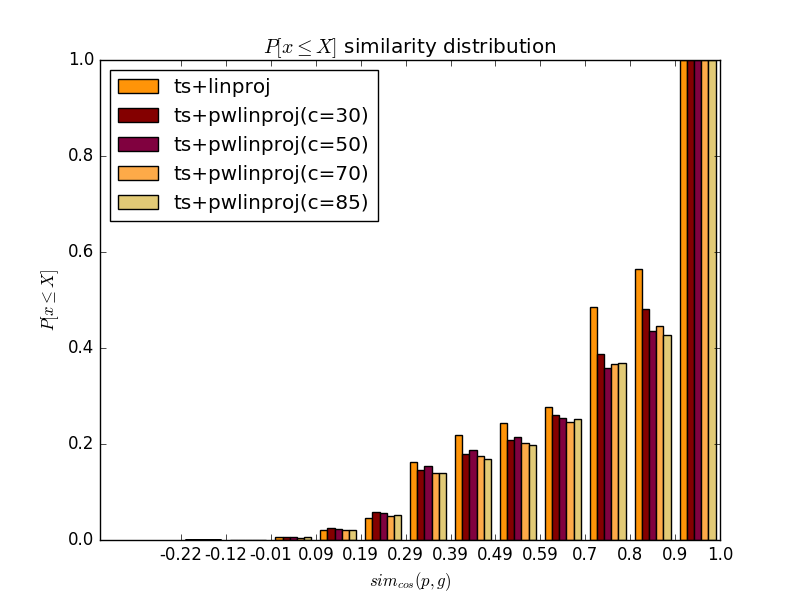 P[x ≤ X] similarity distribution
1.0
0.8
0.6
0.4
0.2
0.0
P[x ≤ X]
ts+linproj
ts+pwlinproj(c=30)
ts+pwlinproj(c=50)
ts+pwlinproj(c=70)
ts+pwlinproj(c=85)
-0.22 -0.12 -0.01 0.09 0.19 0.29 0.39 0.49 0.59 0.7 0.8 0.9 1.0
sim_cos(p, g)